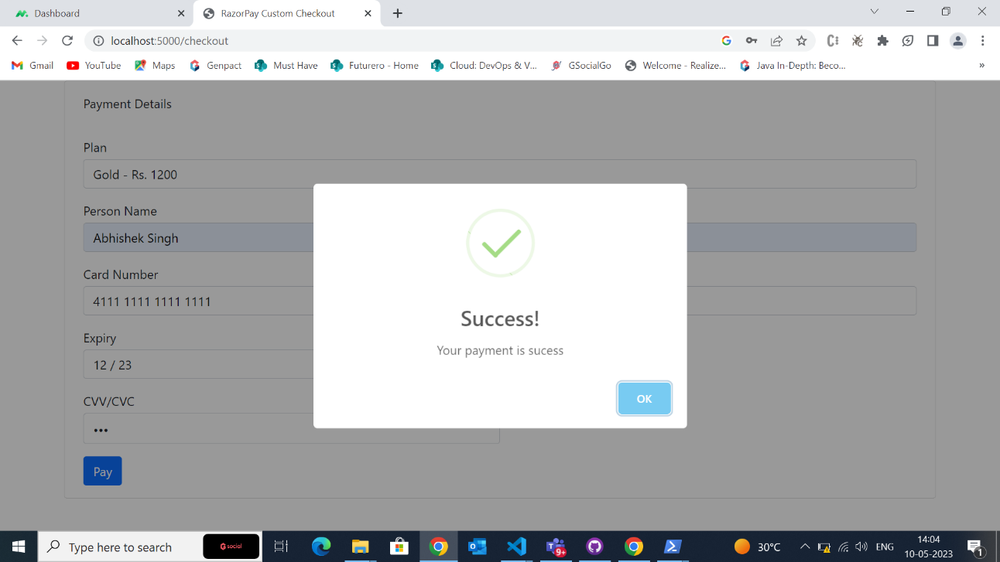 Dashboard
RazorPay Custom Checkout
localhost:5000/checkout
Gmail
YouTube
Maps
Genpact
Must Have
Futurero - Home
Cloud: DevOps & V...
GSocialGo
Welcome - Realize...
Java In-Depth: Beco...
»
Payment Details
Plan
Gold - Rs. 1200
Person Name
Abhishek Singh
Card Number
4111 1111 1111 1111
Expiry
12 / 23
CVV/CVC
•••
Pay
Success!
Your payment is sucess
OK
Type here to search
social
9+
30°C
ENG
14:04
10-05-2023
1